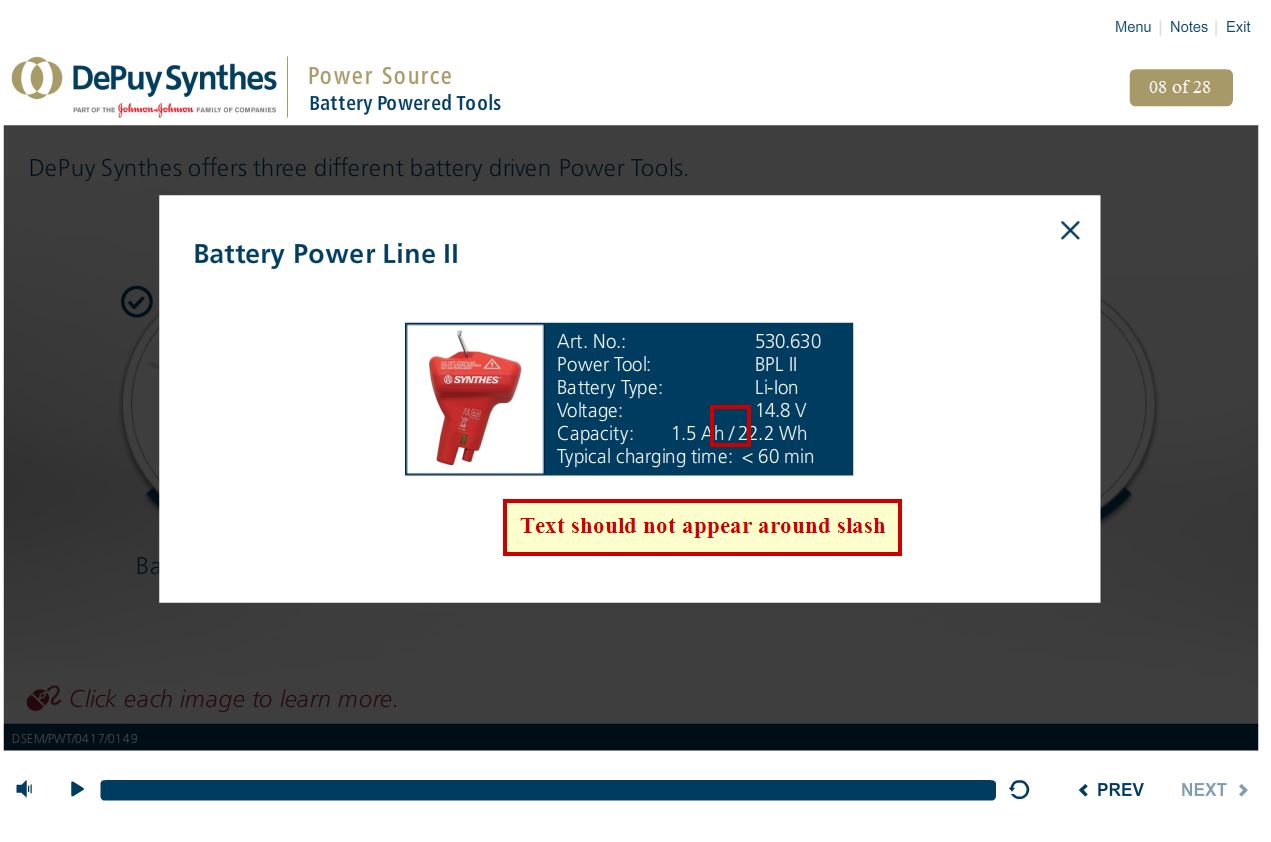 Menu | Notes | Exit
DePuy Synthes
PART OF THE Johnson & Johnson FAMILY OF COMPANIES
Power Source
Battery Powered Tools
08 of 28
DePuy Synthes offers three different battery driven Power Tools.
Battery Power Line II
SYNTHES
Art. No.: 530.630
Power Tool: BPL II
Battery Type: Li-Ion
Voltage: 14.8 V
Capacity: 1.5 Ah / 22.2 Wh
Typical charging time: < 60 min
Text should not appear around slash
Ba
Click each image to learn more.
DSEM/PWT/0417/0149
PREV NEXT